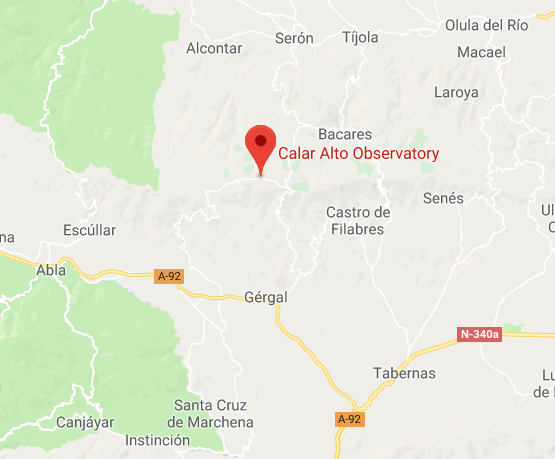 Olula del Río
Serón
Tíjola
Alcontar
Macael
Laroya
Bacares
Calar Alto Observatory
Senés
Castro de
Filabres
Escúllar
Abla
A-92
Gérgal
N-340a
Tabernas
Santa Cruz
de Marchena
A-92
Canjáyar
Instinción